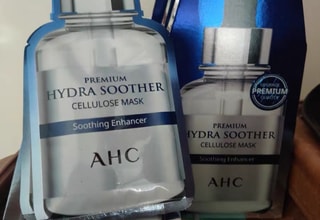 PREMIUM
HYDRA SOOTHER
CELLULOSE MASK
Soothing Enhancer
AHC
PREMIUM
PREMIUM
HYDRA SOOTHER
CELLULOSE MASK
Soothing Enhancer
AHC